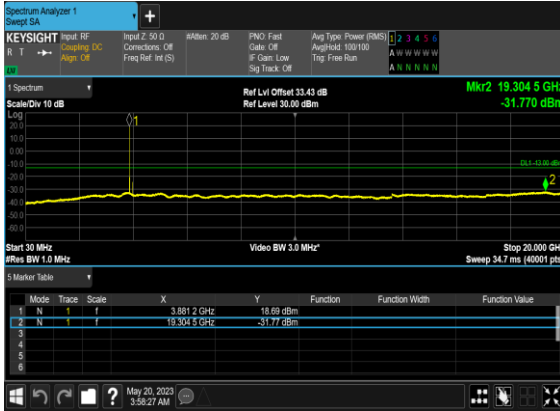 Spectrum Analyzer 1
Swept SA
+
KEYSIGHT Input: RF Input Z: 50 Ω #Atten: 20 dB PNO: Fast Avg Type: Power (RMS) 1 2 3 4 5 6
R T Coupling: DC Corrections: Off Gate: Off Avg|Hold: 100/100 A W W W W W
Align: Off Freq Ref: Int (S) IF Gain: Low Trig: Free Run
Sig Track: Off A N N N N N
1 Spectrum Ref Lvl Offset 33.43 dB Mkr2 19.304 5 GHz
Scale/Div 10 dB Ref Level 30.00 dBm -31.770 dBm
Log
20.0
10.0
0.00
-10.0
-20.0
-30.0
-40.0
-50.0
-60.0
1
DL1 -13.00 dBm
2
Start 30 MHz Video BW 3.0 MHz* Stop 20.000 GHz
#Res BW 1.0 MHz Sweep 34.7 ms (40001 pts)
5 Marker Table
Mode Trace Scale X Y Function Function Width Function Value
1 N 1 f 3.881 2 GHz 18.69 dBm
2 N 1 f 19.304 5 GHz -31.77 dBm
3
4
5
6
? May 20, 2023
3:58:27 AM